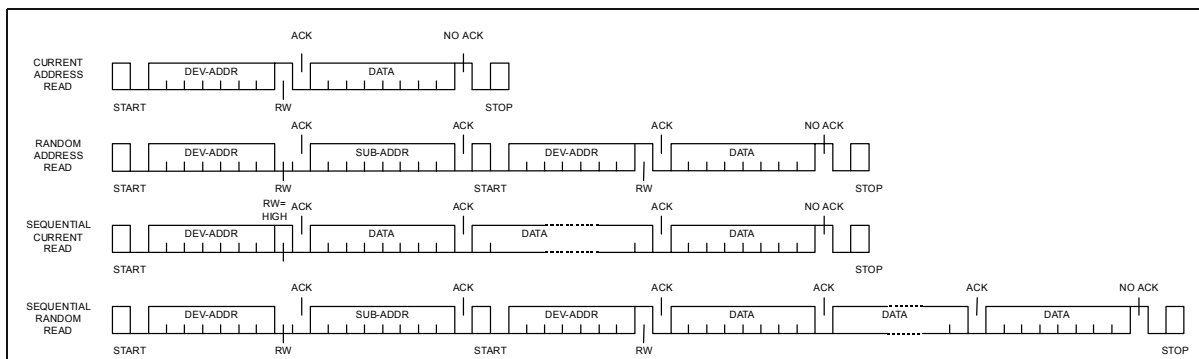 ACK NO ACK
CURRENT
ADDRESS
READ
DEV-ADDR DATA
START RW STOP
ACK ACK ACK NO ACK
RANDOM
ADDRESS
READ
DEV-ADDR SUB-ADDR DEV-ADDR DATA
START RW START RW STOP
RW=
HIGH
ACK ACK ACK NO ACK
SEQUENTIAL
CURRENT
READ
DEV-ADDR DATA DATA DATA
START STOP
ACK ACK ACK ACK ACK NO ACK
SEQUENTIAL
RANDOM
READ
DEV-ADDR SUB-ADDR DEV-ADDR DATA DATA DATA
START RW START RW STOP